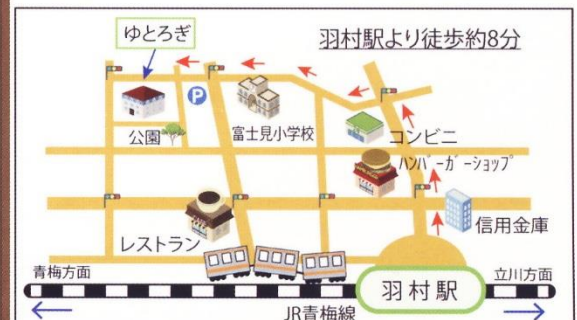 ゆとろぎ
羽村駅より徒歩約8分
P
公園
富士見小学校
コンビニ
ハンバーガーショップ
レストラン
信用金庫
青梅方面
羽村駅
立川方面
JR青梅線